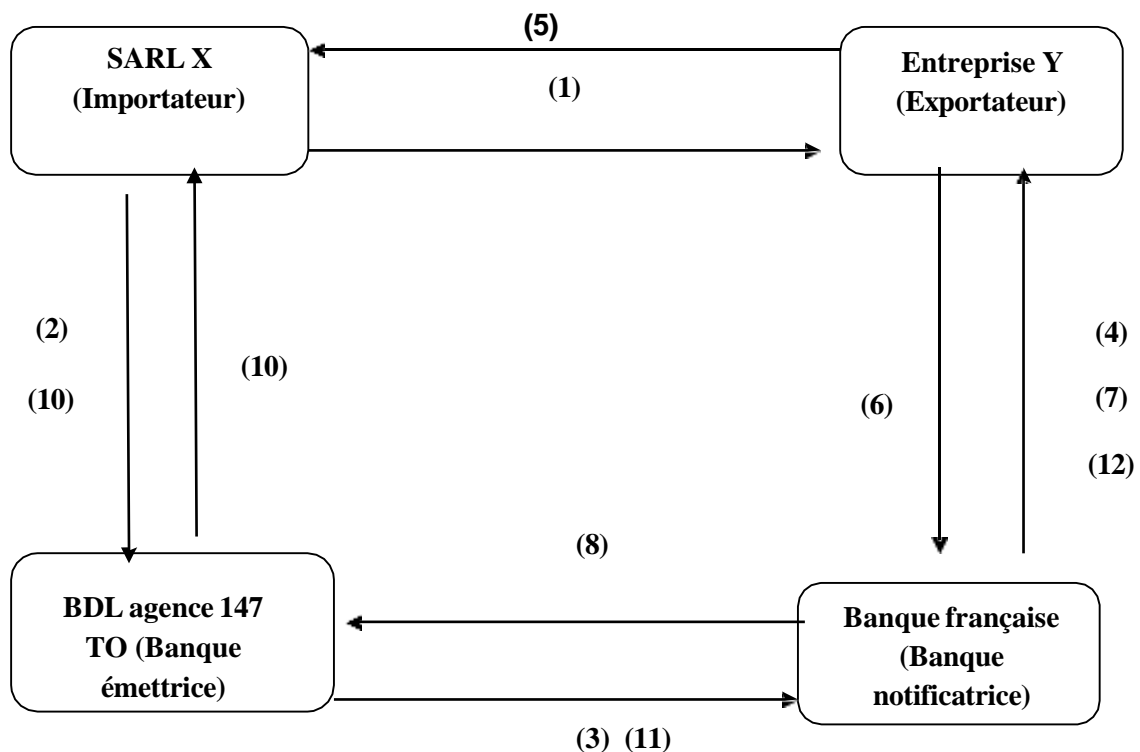 (5)
SARL X
(Importateur)
Entreprise Y
(Exportateur)
(1)
(2)
(10)
(10)
(6)
(4)
(7)
(12)
(8)
BDL agence 147
TO (Banque
émettrice)
Banque française
(Banque
notificatrice)
(3) (11)